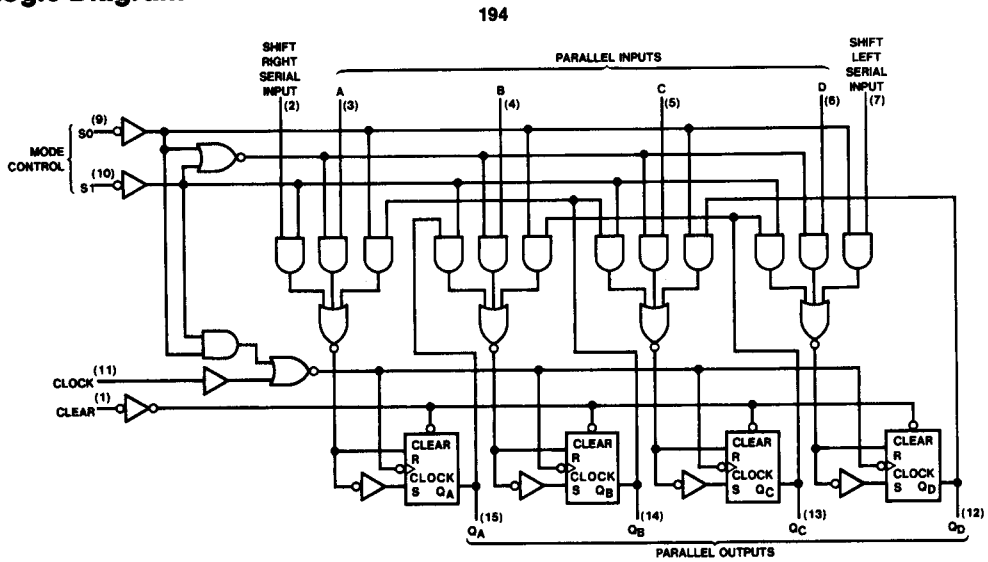 Logic Diagram
194
SHIFT
RIGHT
SERIAL
INPUT
(2)
PARALLEL INPUTS
A
(3)
B
(4)
C
(5)
D
(6)
SHIFT
LEFT
SERIAL
INPUT
(7)
MODE
CONTROL
S0
(9)
S1
(10)
CLOCK
(11)
CLEAR
(1)
CLEAR
R
CLOCK
S QA
CLEAR
R
CLOCK
S QB
CLEAR
R
CLOCK
S QC
CLEAR
R
CLOCK
S QD
(15)
QA
(14)
QB
(13)
QC
(12)
QD
PARALLEL OUTPUTS